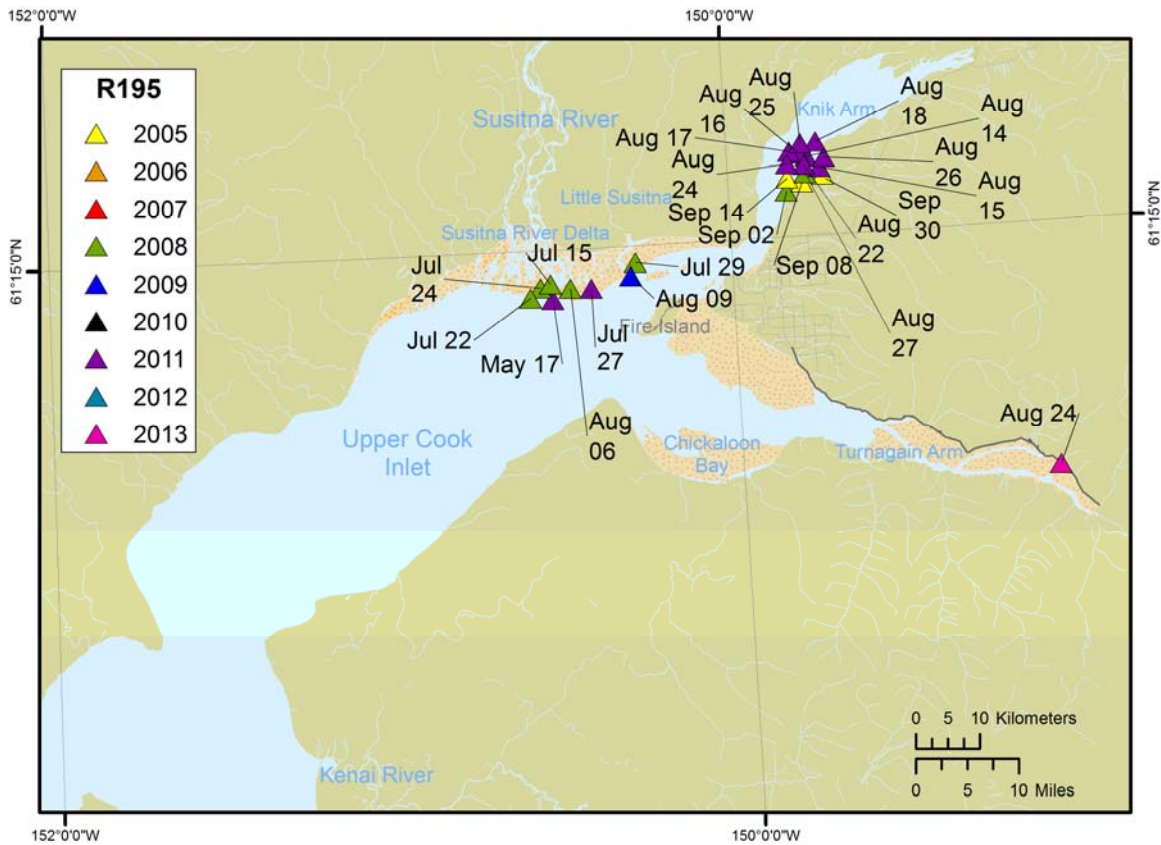 152°0'0"W
150°0'0"W
R195
2005
2006
2007
2008
2009
2010
2011
2012
2013
Susitna River
Knik Arm
Aug
25
Aug
16
Aug 17
Aug
18
Aug
14
Aug
24
Aug
26
Aug
15
Little Susitna
Sep 14
Sep
30
Susitna River Delta
Sep 02
Aug
22
61°15'0"N
61°15'0"N
Jul 15
Jul
24
Jul 29
Sep 08
Aug 09
Fire Island
Jul 22
May 17
Jul
27
Aug
27
Aug
06
Aug 24
Upper Cook
Inlet
Chickaloon
Bay
Turnagain Arm
Kenai River
0 5 10 Kilometers
0 5 10 Miles
152°0'0"W
150°0'0"W